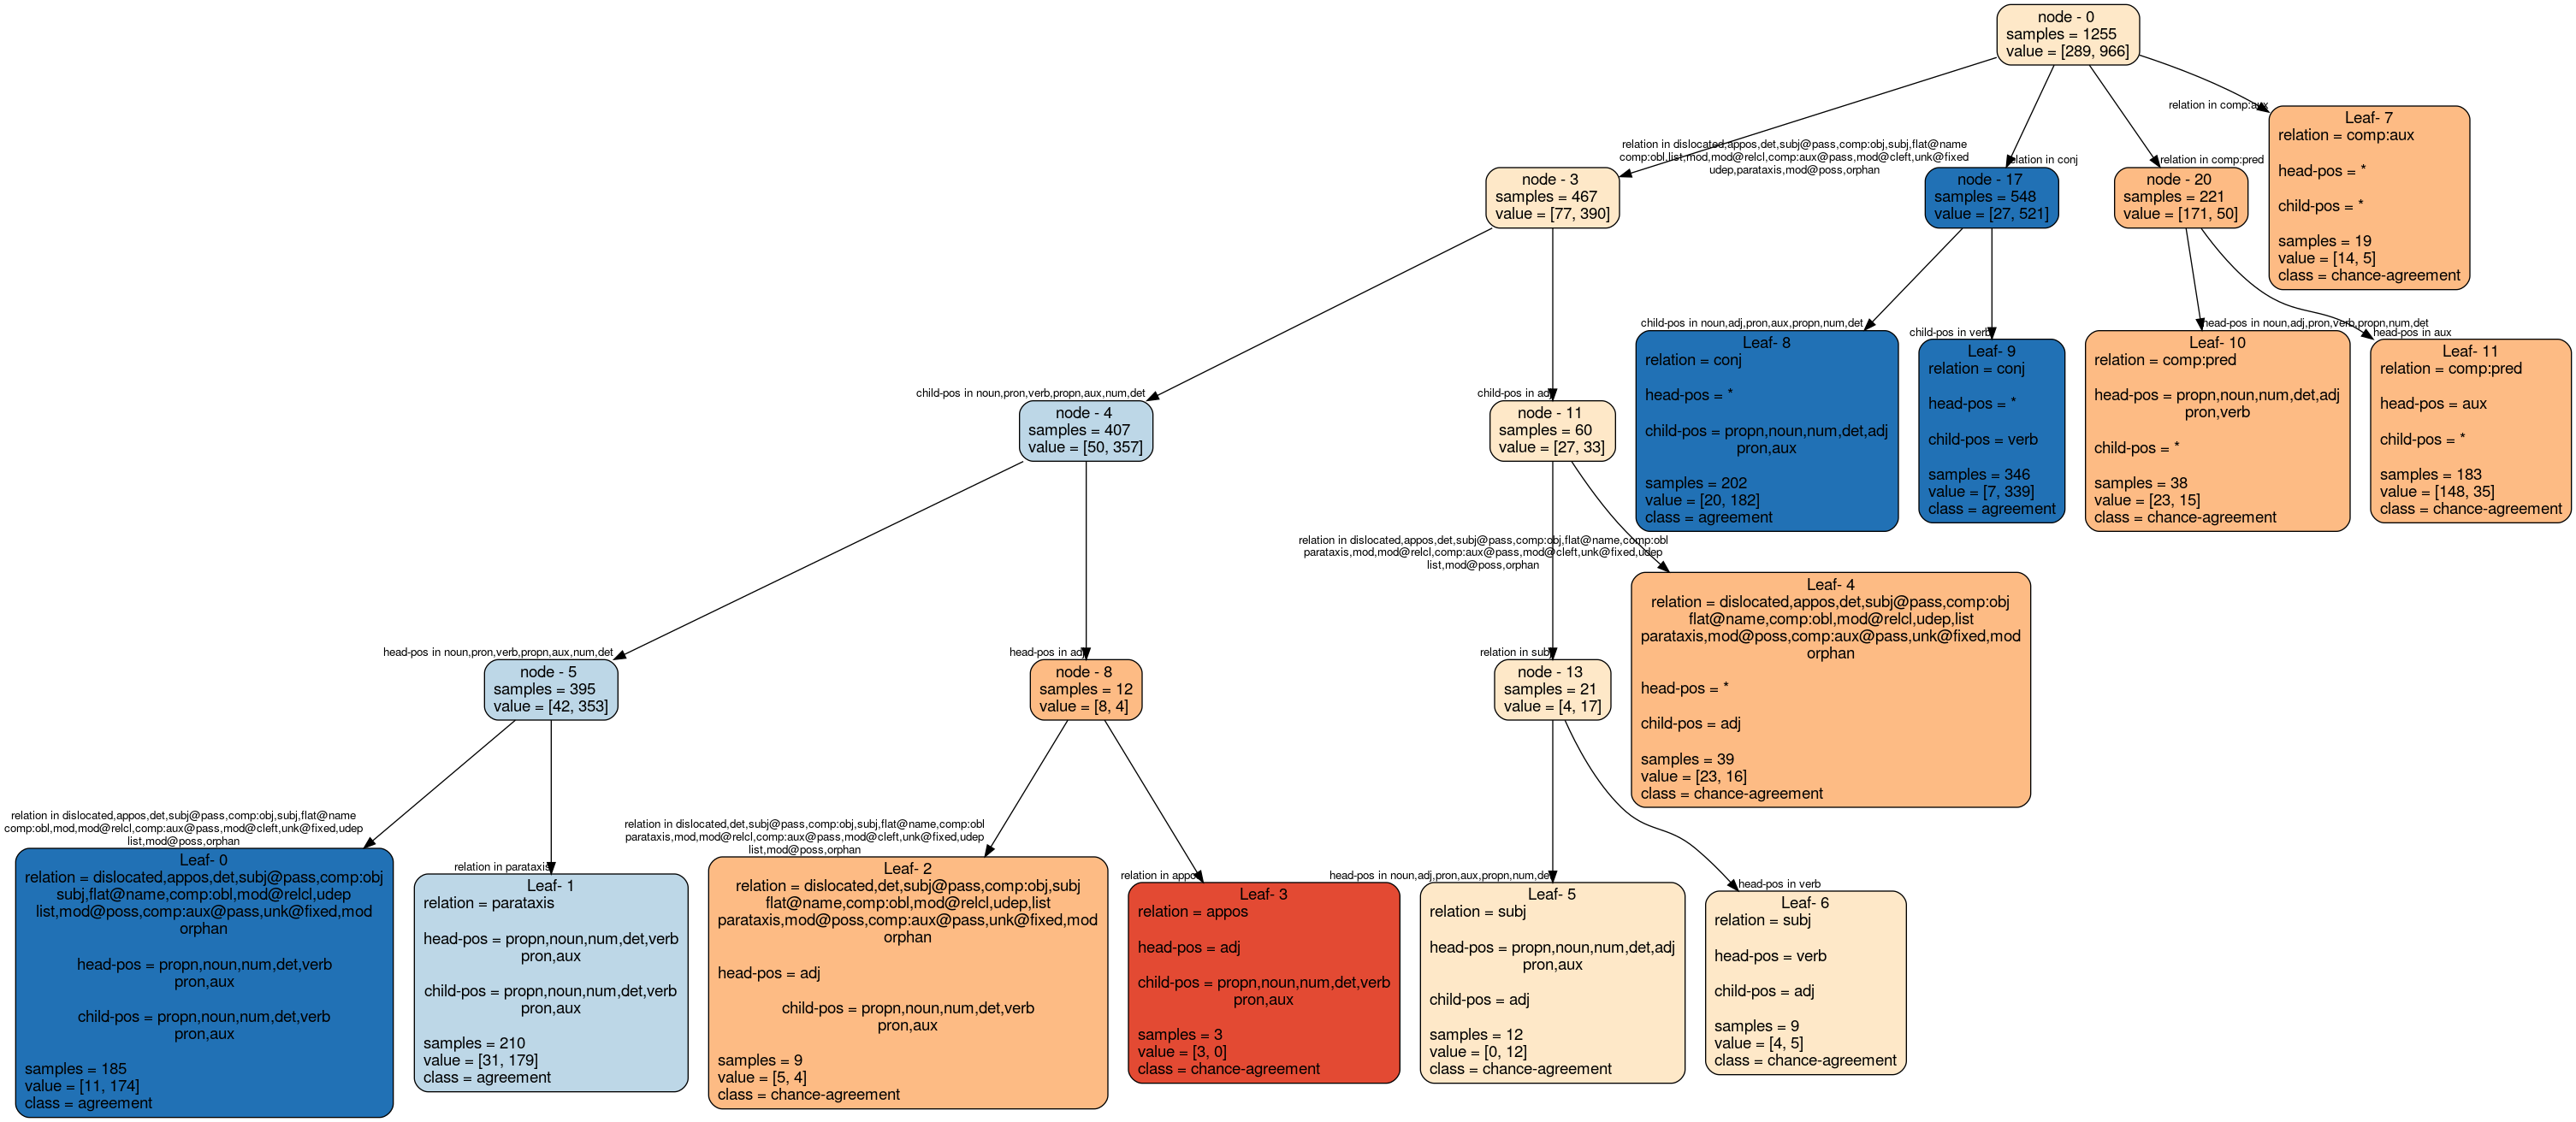 node - 0
samples = 1255
value = [289, 966]
relation in comp:aux
Leaf- 7
relation = comp:aux
head-pos = *
child-pos = *
samples = 19
value = [14, 5]
class = chance-agreement
relation in dislocated,appos,det,subj@pass,comp:obj,subj,flat@name
comp:obl,list,mod,mod@relcl,comp:aux@pass,mod@cleft,unk@fixed
udep,parataxis,mod@poss,orphan
node - 3
samples = 467
value = [77, 390]
relation in conj
node - 17
samples = 548
value = [27, 521]
relation in comp:pred
node - 20
samples = 221
value = [171, 50]
child-pos in noun,pron,verb,propn,aux,num,det
node - 4
samples = 407
value = [50, 357]
child-pos in adj
node - 11
samples = 60
value = [27, 33]
child-pos in noun,adj,pron,aux,propn,num,det
Leaf- 8
relation = conj
head-pos = *
child-pos = propn,noun,num,det,adj
pron,aux
samples = 202
value = [20, 182]
class = agreement
child-pos in verb
Leaf- 9
relation = conj
head-pos = *
child-pos = verb
samples = 346
value = [7, 339]
class = agreement
head-pos in noun,adj,pron,verb,propn,num,det
Leaf- 10
relation = comp:pred
head-pos = propn,noun,num,det,adj
pron,verb
child-pos = *
samples = 38
value = [23, 15]
class = chance-agreement
head-pos in aux
Leaf- 11
relation = comp:pred
head-pos = aux
child-pos = *
samples = 183
value = [148, 35]
class = chance-agreement
head-pos in noun,pron,verb,propn,aux,num,det
node - 5
samples = 395
value = [42, 353]
head-pos in adj
node - 8
samples = 12
value = [8, 4]
relation in subj
node - 13
samples = 21
value = [4, 17]
relation in dislocated,appos,det,subj@pass,comp:obj,flat@name,comp:obl
parataxis,mod,mod@relcl,comp:aux@pass,mod@cleft,unk@fixed,udep
list,mod@poss,orphan
Leaf- 4
relation = dislocated,appos,det,subj@pass,comp:obj
flat@name,comp:obl,mod@relcl,udep,list
parataxis,mod@poss,comp:aux@pass,unk@fixed,mod
orphan
head-pos = *
child-pos = adj
samples = 39
value = [23, 16]
class = chance-agreement
relation in dislocated,appos,det,subj@pass,comp:obj,subj,flat@name
comp:obl,mod,mod@relcl,comp:aux@pass,mod@cleft,unk@fixed,udep
list,mod@poss,orphan
Leaf- 0
relation = dislocated,appos,det,subj@pass,comp:obj
subj,flat@name,comp:obl,mod@relcl,udep
list,mod@poss,comp:aux@pass,unk@fixed,mod
orphan
head-pos = propn,noun,num,det,verb
pron,aux
child-pos = propn,noun,num,det,verb
pron,aux
samples = 185
value = [11, 174]
class = agreement
relation in parataxis
Leaf- 1
relation = parataxis
head-pos = propn,noun,num,det,verb
pron,aux
child-pos = propn,noun,num,det,verb
pron,aux
samples = 210
value = [31, 179]
class = agreement
relation in dislocated,det,subj@pass,comp:obj,subj,flat@name,comp:obl
parataxis,mod,mod@relcl,comp:aux@pass,mod@cleft,unk@fixed,udep
list,mod@poss,orphan
Leaf- 2
relation = dislocated,det,subj@pass,comp:obj,subj
flat@name,comp:obl,mod@relcl,udep,list
parataxis,mod@poss,comp:aux@pass,unk@fixed,mod
orphan
head-pos = adj
child-pos = propn,noun,num,det,verb
pron,aux
samples = 9
value = [5, 4]
class = chance-agreement
relation in appos
Leaf- 3
relation = appos
head-pos = adj
child-pos = propn,noun,num,det,verb
pron,aux
samples = 3
value = [3, 0]
class = chance-agreement
head-pos in noun,adj,pron,aux,propn,num,det
Leaf- 5
relation = subj
head-pos = propn,noun,num,det,adj
pron,aux
child-pos = adj
samples = 12
value = [0, 12]
class = chance-agreement
head-pos in verb
Leaf- 6
relation = subj
head-pos = verb
child-pos = adj
samples = 9
value = [4, 5]
class = chance-agreement